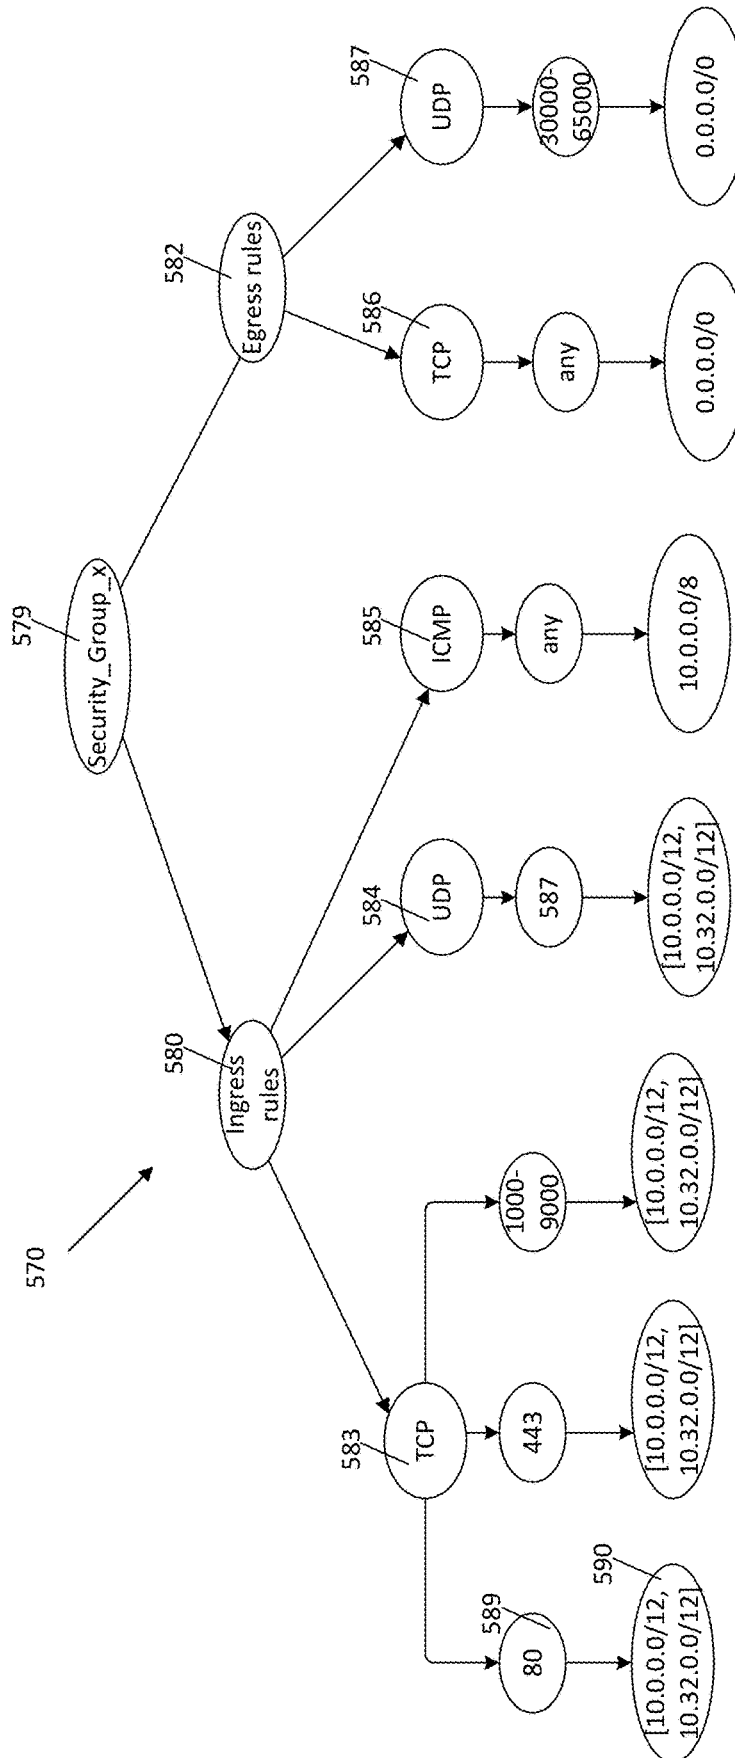 570
579
Security_Group_x
580
Ingress
rules
582
Egress rules
583
TCP
584
UDP
585
ICMP
586
TCP
587
UDP
589
80
443
1000-
9000
587
any
any
30000-
65000
590
[10.0.0.0/12,
10.32.0.0/12]
[10.0.0.0/12,
10.32.0.0/12]
[10.0.0.0/12,
10.32.0.0/12]
[10.0.0.0/12,
10.32.0.0/12]
10.0.0.0/8
0.0.0.0/0
0.0.0.0/0